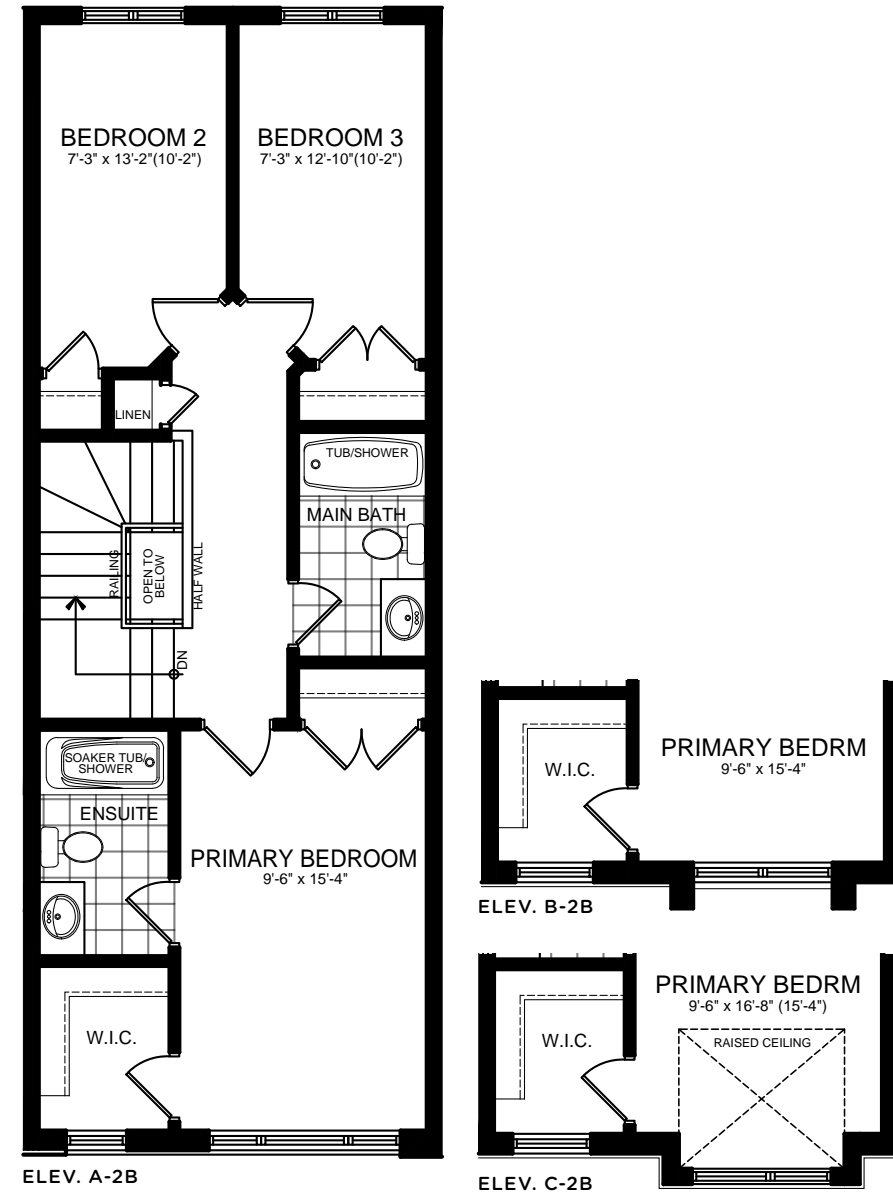 BEDROOM 2
7'-3" x 13'-2"(10'-2")
BEDROOM 3
7'-3" x 12'-10"(10'-2")
LINEN
TUB/SHOWER
MAIN BATH
RAILING
OPEN TO
BELOW
HALF WALL
DN
SOAKER TUB/
SHOWER
ENSUITE
PRIMARY BEDROOM
9'-6" x 15'-4"
W.I.C.
ELEV. A-2B
W.I.C.
PRIMARY BEDRM
9'-6" x 15'-4"
ELEV. B-2B
PRIMARY BEDRM
9'-6" x 16'-8" (15'-4")
W.I.C.
RAISED CEILING
ELEV. C-2B